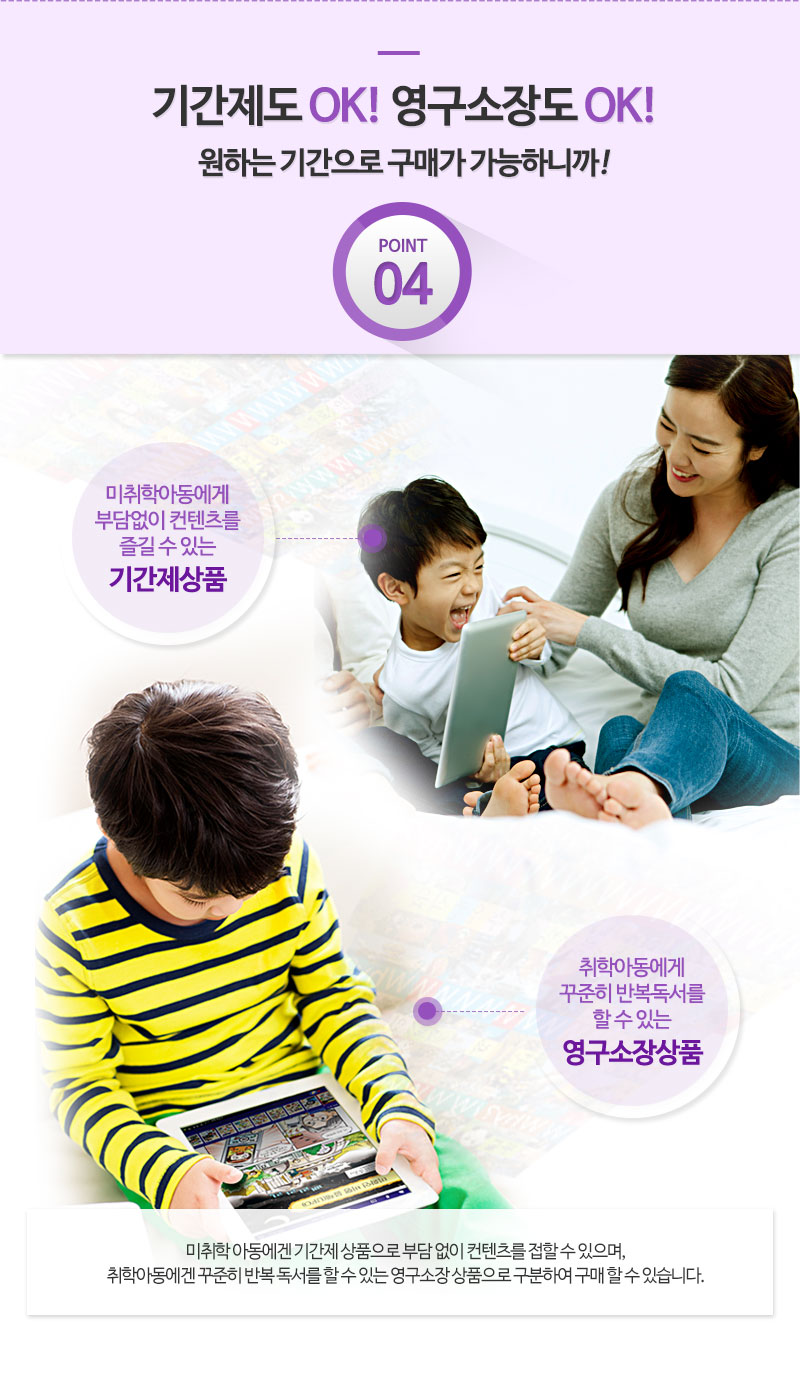 기간제도 OK! 영구소장도 OK!
원하는 기간으로 구매가 가능하니까!
POINT
04
미취학아동에게
부담없이 컨텐츠를
즐길 수 있는
기간제상품
취학아동에게
꾸준히 반복독서를
할 수 있는
영구소장상품
미취학 아동에겐 기간제 상품으로 부담 없이 컨텐츠를 접할 수 있으며,
취학아동에겐 꾸준히 반복 독서를 할 수 있는 영구소장 상품으로 구분하여 구매 할 수 있습니다.